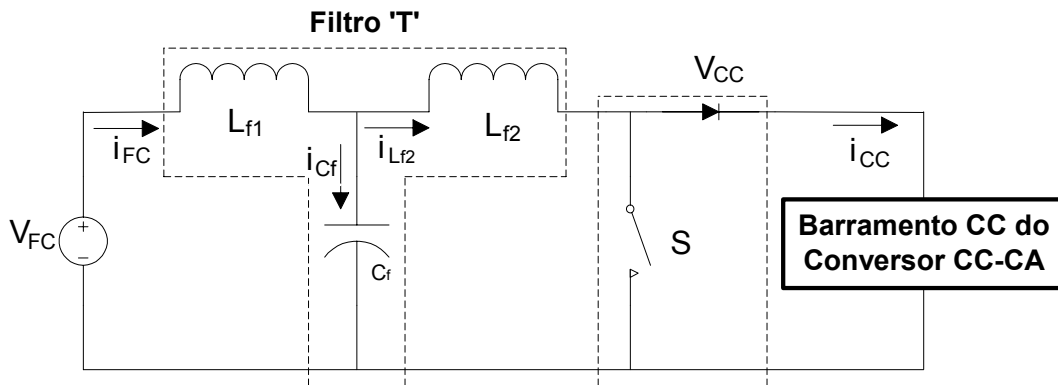 Filtro 'T'
V_CC
L_f1
L_f2
i_FC
i_Lf2
i_CC
i_Cf
V_FC
+
−
S
Barramento CC do
Conversor CC-CA
C_f